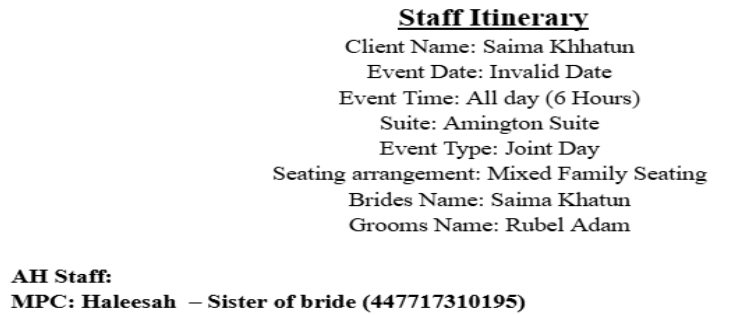 Staff Itinerary
Client Name: Saima Khhatun
Event Date: Invalid Date
Event Time: All day (6 Hours)
Suite: Amington Suite
Event Type: Joint Day
Seating arrangement: Mixed Family Seating
Brides Name: Saima Khatun
Grooms Name: Rubel Adam
AH Staff:
MPC: Haleesah – Sister of bride (447717310195)